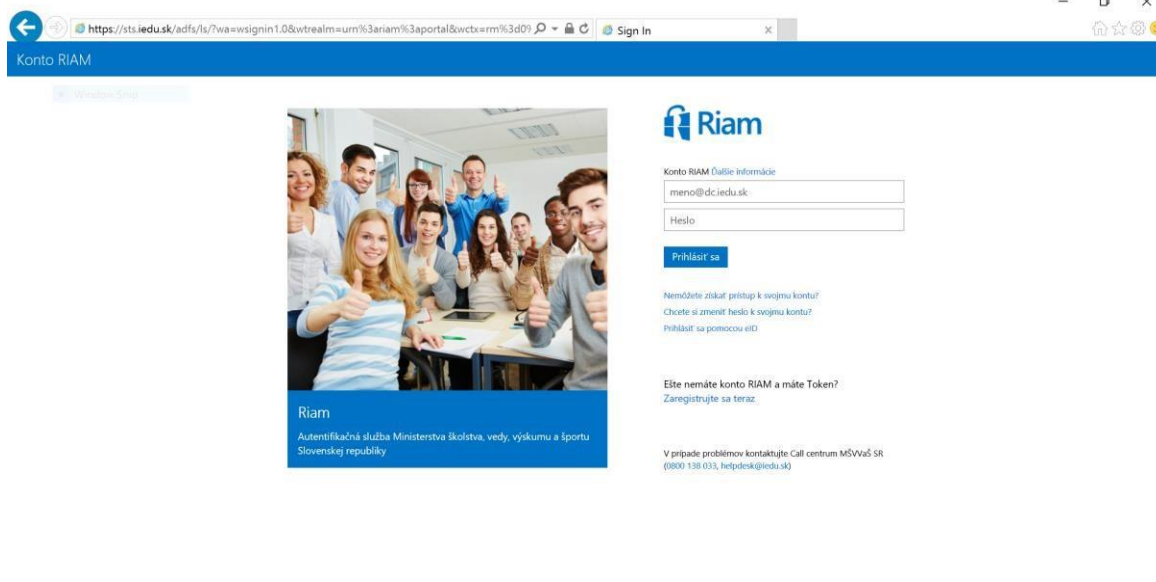 https://sts.iedu.sk/adfs/ls/?wa=wsignin1.0&wtrealm=urn%3ariam%3aportal&wctx=rm%3d0
Sign In
Konto RIAM
Window Snip
Riam
Konto RIAM Ďalšie informácie
meno@dc.iedu.sk
Heslo
Prihlásiť sa
Nemôžete získať prístup k svojmu kontu?
Chcete si zmeniť heslo k svojmu kontu?
Prihlásiť sa pomocou eID
Ešte nemáte konto RIAM a máte Token?
Zaregistrujte sa teraz
Riam
Autentifikačná služba Ministerstva školstva, vedy, výskumu a športu
Slovenskej republiky
V prípade problémov kontaktujte Call centrum MŠVVaŠ SR
(0800 138 033, helpdesk@iedu.sk)